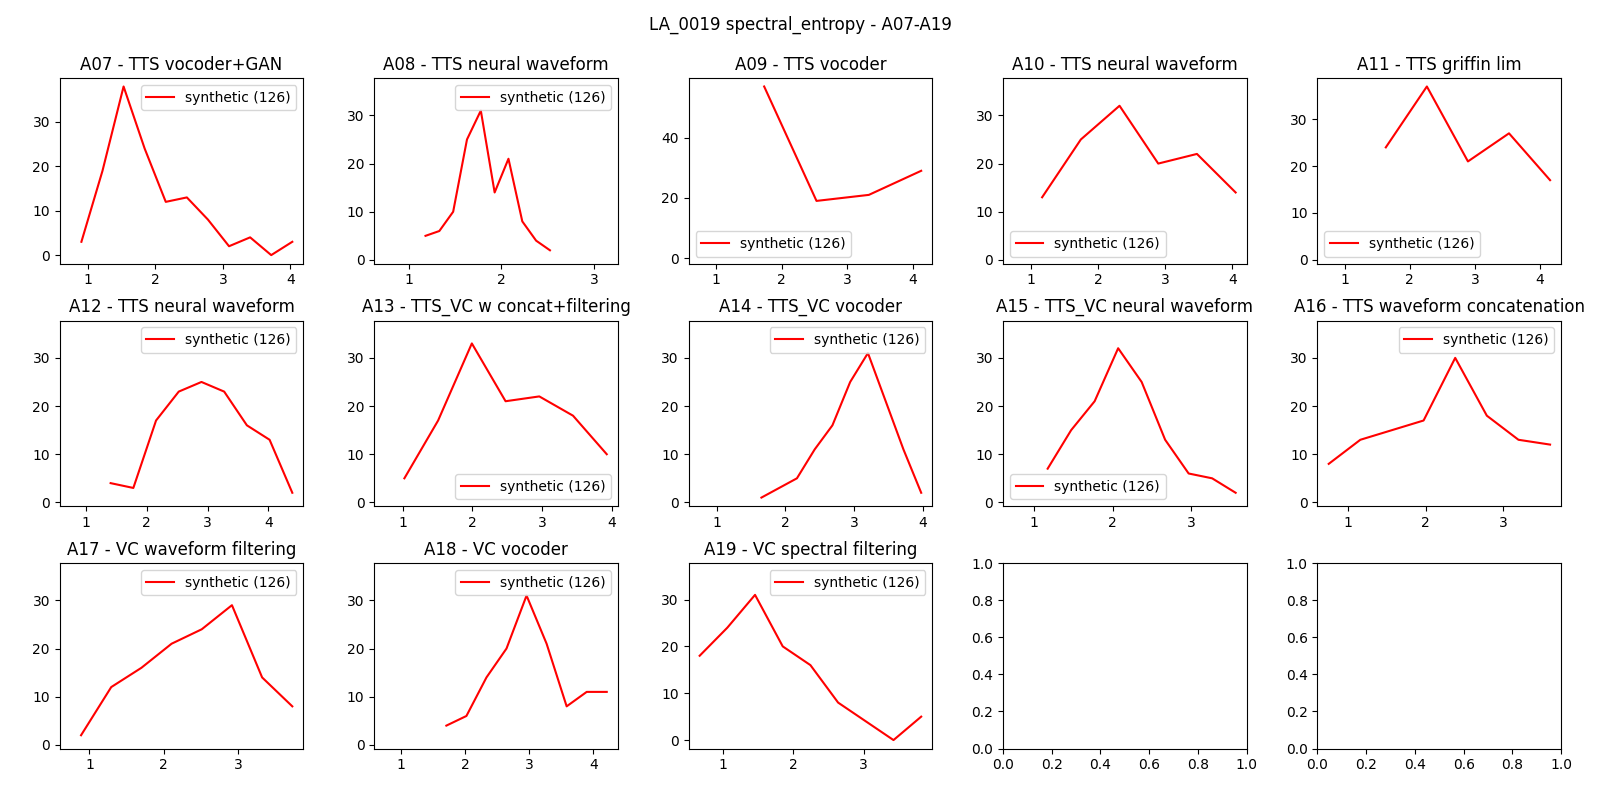 LA_0019 spectral_entropy - A07-A19
A07 - TTS vocoder+GAN
synthetic (126)
0
10
20
30
1 2 3 4
A08 - TTS neural waveform
synthetic (126)
0
10
20
30
1 2 3
A09 - TTS vocoder
synthetic (126)
0
20
40
1 2 3 4
A10 - TTS neural waveform
synthetic (126)
0
10
20
30
1 2 3 4
A11 - TTS griffin lim
synthetic (126)
0
10
20
30
1 2 3 4
A12 - TTS neural waveform
synthetic (126)
0
10
20
30
1 2 3 4
A13 - TTS_VC w concat+filtering
synthetic (126)
0
10
20
30
1 2 3 4
A14 - TTS_VC vocoder
synthetic (126)
0
10
20
30
1 2 3 4
A15 - TTS_VC neural waveform
synthetic (126)
0
10
20
30
1 2 3
A16 - TTS waveform concatenation
synthetic (126)
0
10
20
30
1 2 3
A17 - VC waveform filtering
synthetic (126)
0
10
20
30
1 2 3
A18 - VC vocoder
synthetic (126)
0
10
20
30
1 2 3 4
A19 - VC spectral filtering
synthetic (126)
0
10
20
30
1 2 3
1.0
0.8
0.6
0.4
0.2
0.0
0.0 0.2 0.4 0.6 0.8 1.0
1.0
0.8
0.6
0.4
0.2
0.0
0.0 0.2 0.4 0.6 0.8 1.0